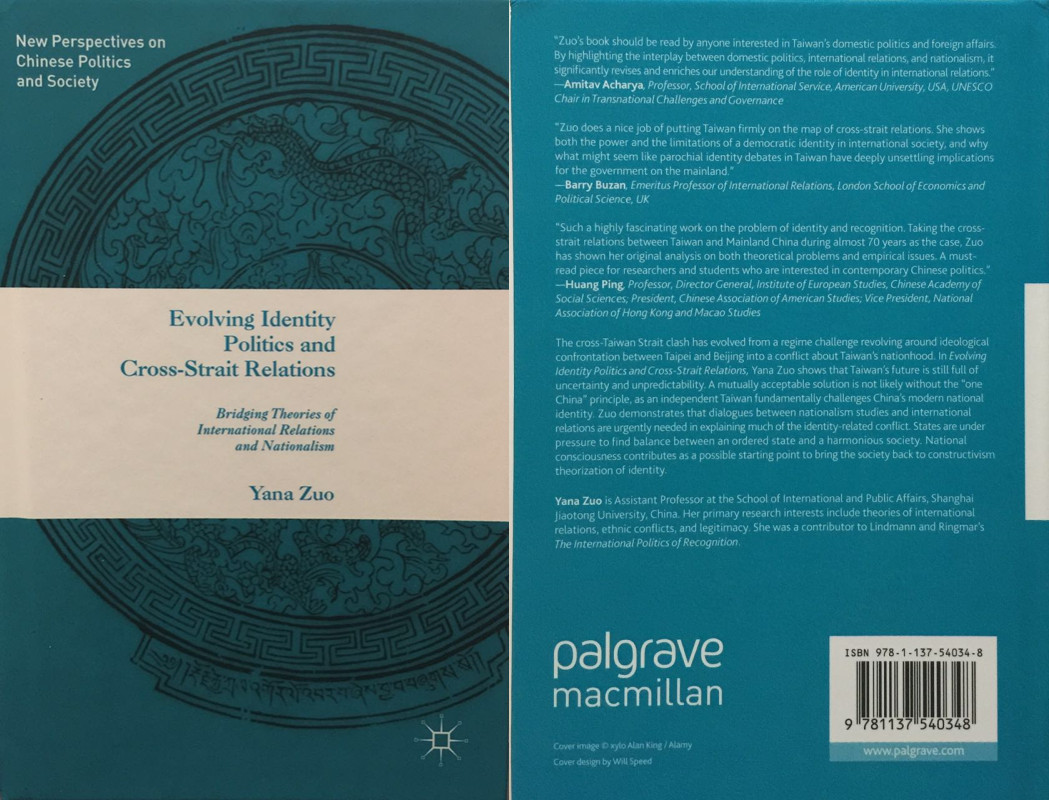 New Perspectives on
Chinese Politics
and Society
Evolving Identity
Politics and
Cross-Strait Relations
Bridging Theories of
International Relations
and Nationalism
Yana Zuo
"Zuo's book should be read by anyone interested in Taiwan's domestic politics and foreign affairs.
By highlighting the interplay between domestic politics, international relations, and nationalism, it
significantly revises and enriches our understanding of the role of identity in international relations."
—Amitav Acharya, Professor, School of International Service, American University, USA, UNESCO
Chair in Transnational Challenges and Governance
"Zuo does a nice job of putting Taiwan firmly on the map of cross-strait relations. She shows
both the power and the limitations of a democratic identity in international society, and why
what might seem like parochial identity debates in Taiwan have deeply unsettling implications
for the government on the mainland."
—Barry Buzan, Emeritus Professor of International Relations, London School of Economics and
Political Science, UK
"Such a highly fascinating work on the problem of identity and recognition. Taking the cross-
strait relations between Taiwan and Mainland China during almost 70 years as the case, Zuo
has shown her original analysis on both theoretical problems and empirical issues. A must-
read piece for researchers and students who are interested in contemporary Chinese politics."
—Huang Ping, Professor, Director General, Institute of European Studies, Chinese Academy of
Social Sciences; President, Chinese Association of American Studies; Vice President, National
Association of Hong Kong and Macao Studies
The cross-Taiwan Strait clash has evolved from a regime challenge revolving around ideological
confrontation between Taipei and Beijing into a conflict about Taiwan's nationhood. In Evolving
Identity Politics and Cross-Strait Relations, Yana Zuo shows that Taiwan's future is still full of
uncertainty and unpredictability. A mutually acceptable solution is not likely without the "one
China" principle, as an independent Taiwan fundamentally challenges China's modern national
identity. Zuo demonstrates that dialogues between nationalism studies and international
relations are urgently needed in explaining much of the identity-related conflict. States are under
pressure to find balance between an ordered state and a harmonious society. National
consciousness contributes as a possible starting point to bring the society back to constructivism
theorization of identity.
Yana Zuo is Assistant Professor at the School of International and Public Affairs, Shanghai
Jiaotong University, China. Her primary research interests include theories of international
relations, ethnic conflicts, and legitimacy. She was a contributor to Lindmann and Ringmar's
The International Politics of Recognition.
palgrave
macmillan
ISBN 978-1-137-54034-8
9 781137 540348
www.palgrave.com
Cover image © xylo Alan King / Alamy
Cover design by Will Speed